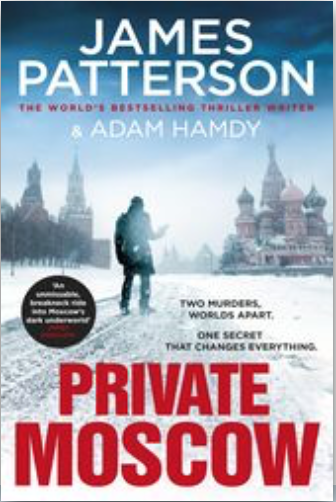 JAMES
PATTERSON
THE WORLD'S BESTSELLING THRILLER WRITER
& ADAM HAMDY
'An
unmissable,
breakneck ride
into Moscow's
dark underworld'
TWO MURDERS,
WORLDS APART.
ONE SECRET
THAT CHANGES EVERYTHING.
PRIVATE
MOSCOW